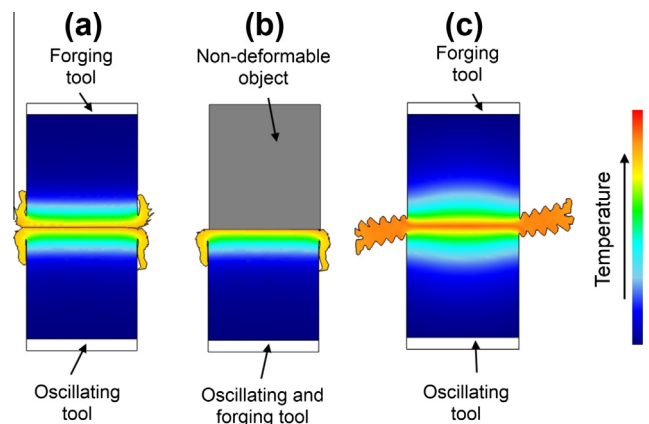 (a)
Forging
tool
(b)
Non-deformable
object
(c)
Forging
tool
Temperature
Oscillating
tool
Oscillating and
forging tool
Oscillating
tool